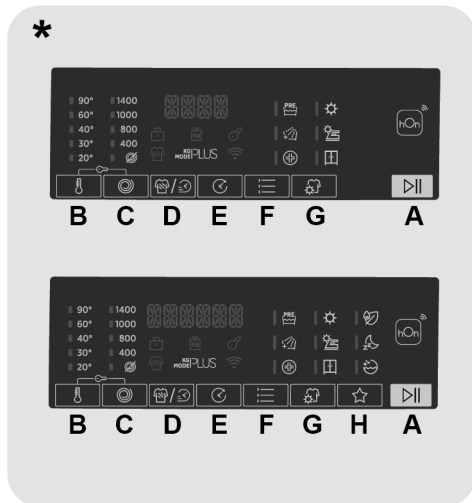 *
90° 1400
60° 1000
40° 800
30° 400
20°
PRE
KG
MODE PLUS
hOn
B C D E F G A
90° 1400
60° 1000
40° 800
30° 400
20°
PRE
KG
MODE PLUS
hOn
B C D E F G H A